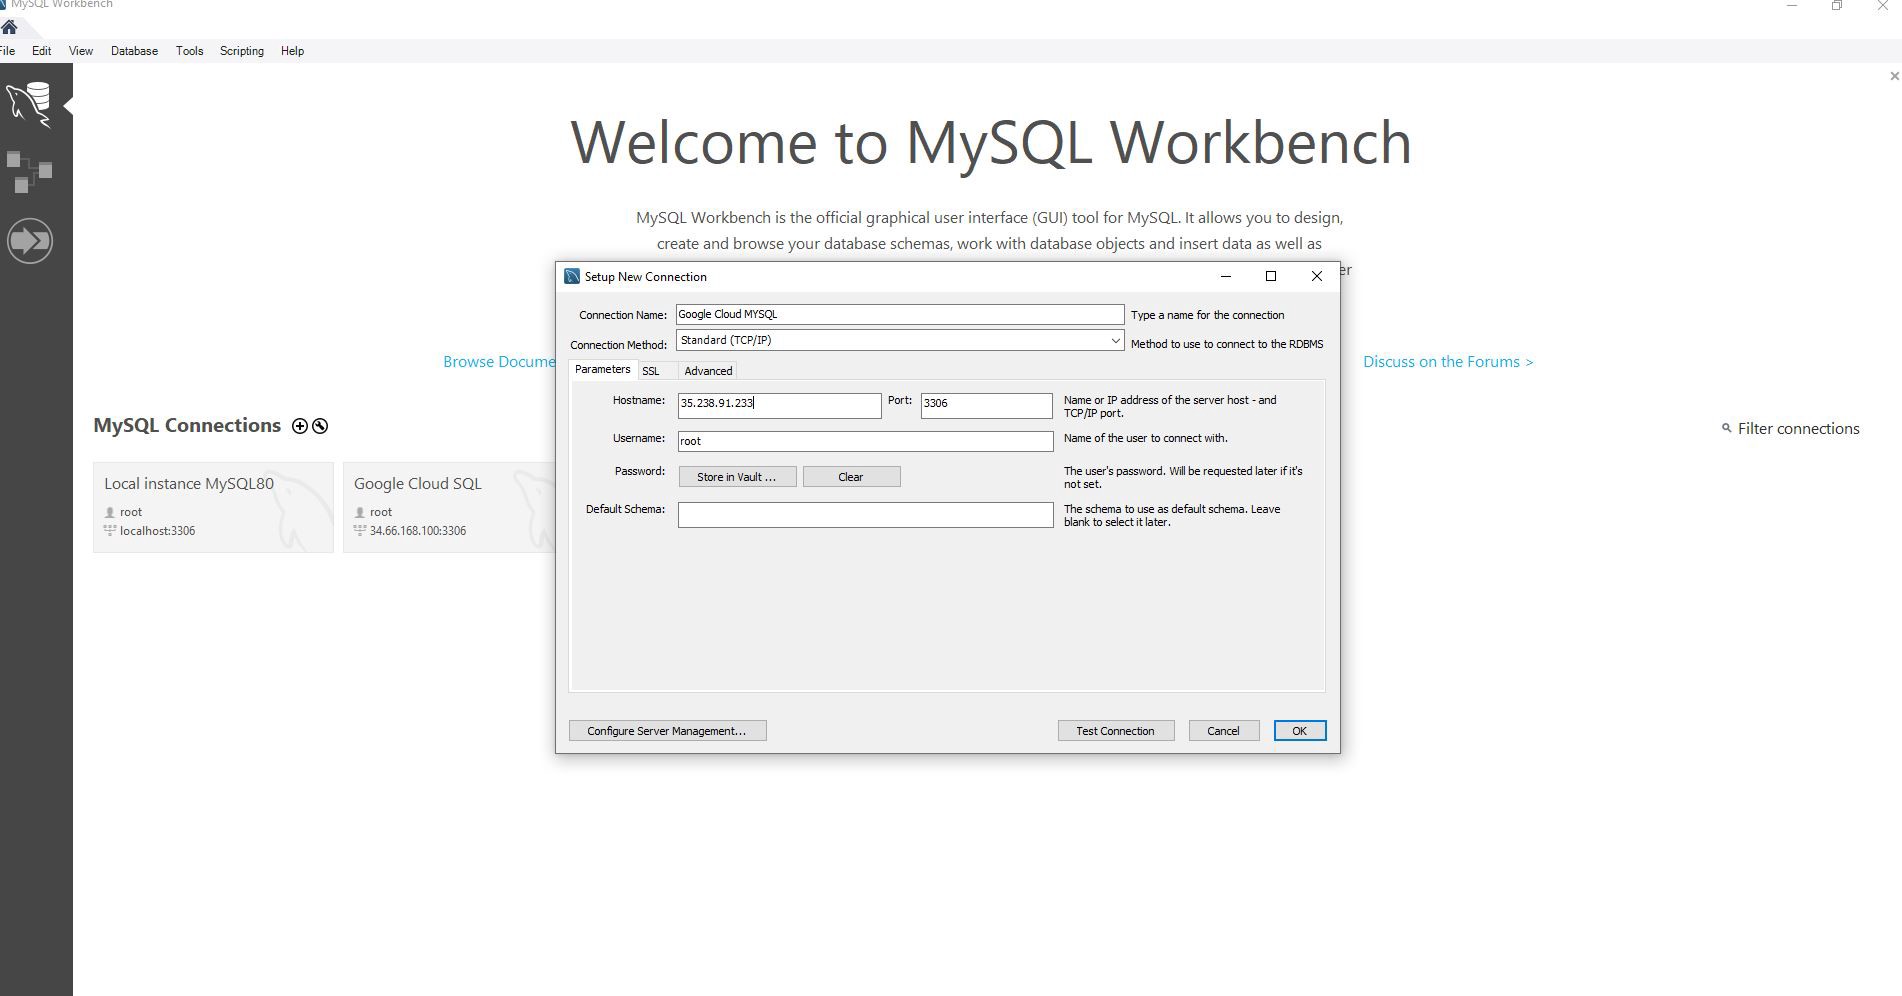 MySQL Workbench
File Edit View Database Tools Scripting Help
Welcome to MySQL Workbench
MySQL Workbench is the official graphical user interface (GUI) tool for MySQL. It allows you to design,
create and browse your database schemas, work with database objects and insert data as well as
er
Browse Docume
Discuss on the Forums >
Setup New Connection
Connection Name: Google Cloud MYSQL Type a name for the connection
Connection Method: Standard (TCP/IP) Method to use to connect to the RDBMS
Parameters SSL Advanced
Hostname: 35.238.91.233 Port: 3306 Name or IP address of the server host - and
TCP/IP port.
Username: root Name of the user to connect with.
Password: Store in Vault ... Clear The user's password. Will be requested later if it's
not set.
Default Schema: The schema to use as default schema. Leave
blank to select it later.
Configure Server Management... Test Connection Cancel OK
MySQL Connections
Filter connections
Local instance MySQL80
root
localhost:3306
Google Cloud SQL
root
34.66.168.100:3306